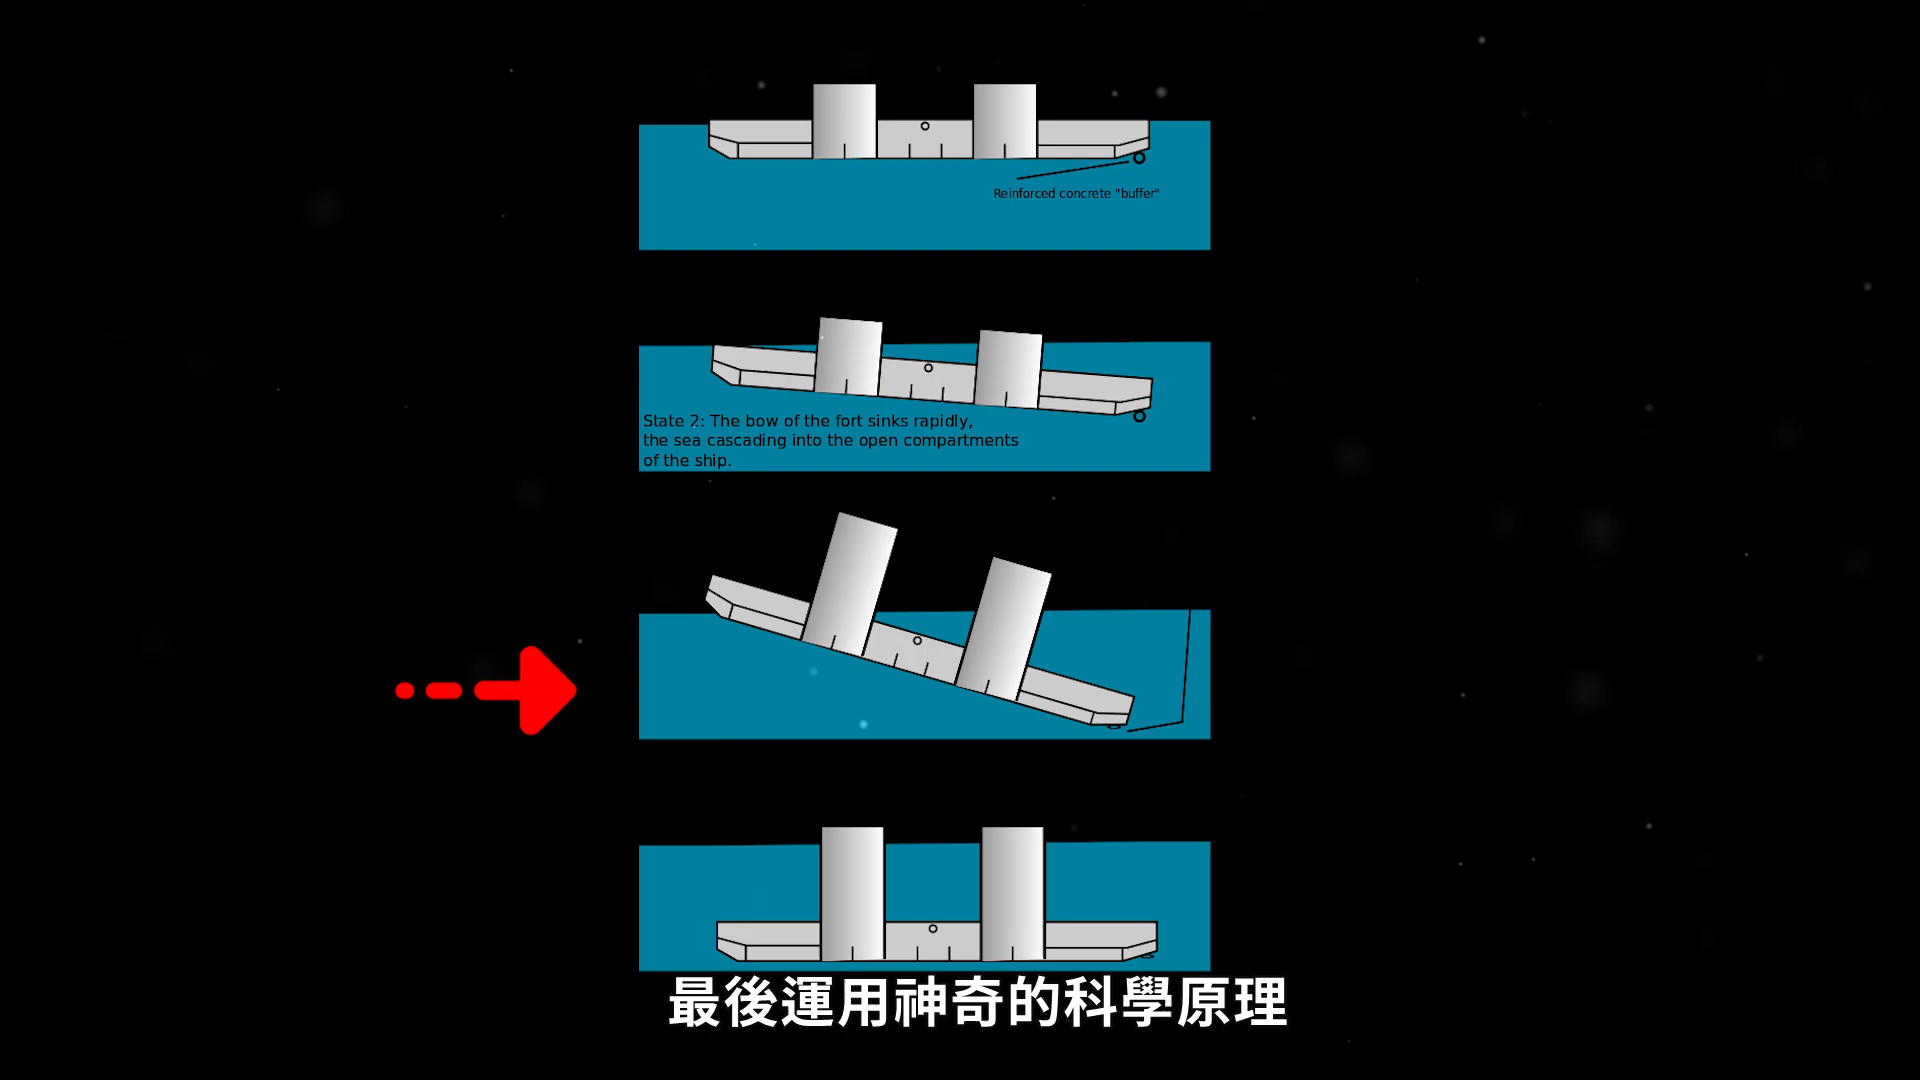 Reinforced concrete "buffer"
State 2: The bow of the fort sinks rapidly,
the sea cascading into the open compartments
of the ship.
最後運用神奇的科學原理